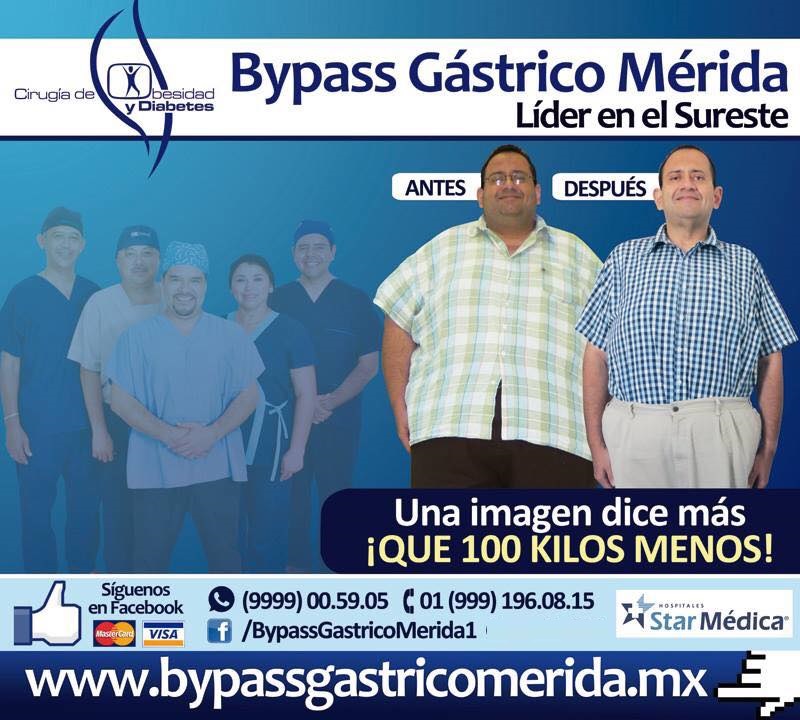 Cirugía de Obesidad
y Diabetes
Bypass Gástrico Mérida
Líder en el Sureste
ANTES
DESPUÉS
Una imagen dice más
¡QUE 100 KILOS MENOS!
Síguenos
en Facebook
MasterCard
VISA
(9999) 00.59.05
01 (999) 196.08.15
/BypassGastricoMerida1
HOSPITALES
Star Médica
www.bypassgastricomerida.mx